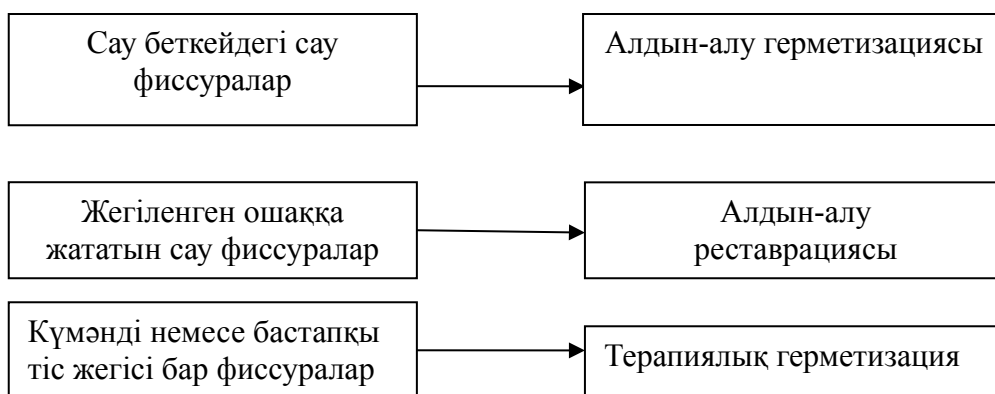 Сау беткейдегі сау
фиссуралар
Алдын-алу герметизациясы
Жегіленген ошаққа
жататын сау фиссуралар
Алдын-алу
реставрациясы
Күмәнді немесе бастапқы
тіс жегісі бар фиссуралар
Терапиялық герметизация